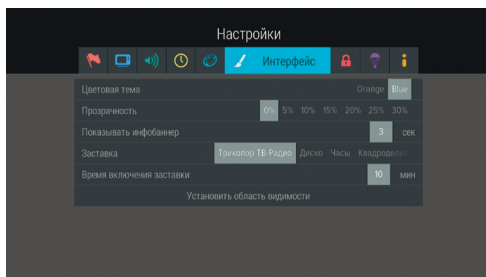 Настройки
Интерфейс
Цветовая тема Orange Blue
Прозрачность 0% 5% 10% 15% 20% 25% 30%
Показывать инфобаннер 3 сек
Заставка Триколор ТВ-Радио Диско Часы
Время включения заставки 10 мин
Установить область видимости